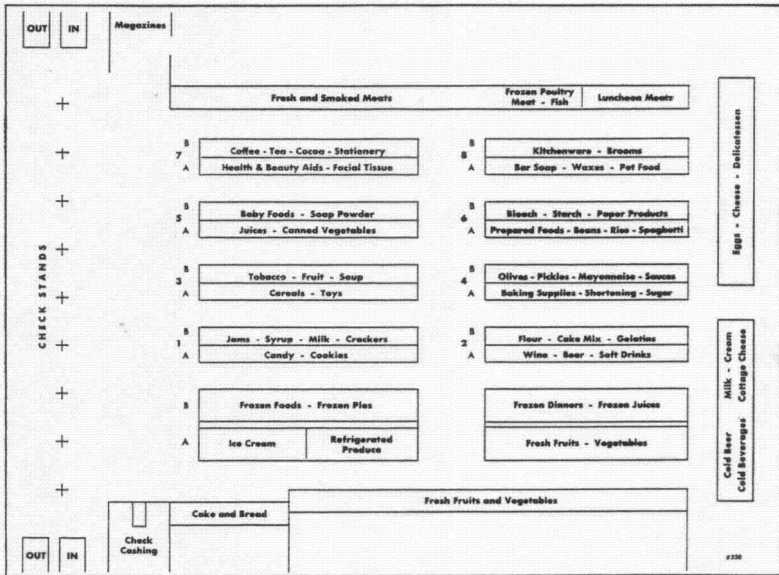 OUT IN Magazines
Fresh and Smoked Meats
Frozen Poultry
Meat - Fish
Luncheon Meats
B
7 Coffee - Tea - Cocoa - Stationery
A Health & Beauty Aids - Facial Tissue
B
8 Kitchenware - Brooms
A Bar Soap - Waxes - Pet Food
Eggs - Cheese - Delicatessen
B
5 Baby Foods - Soap Powder
A Juices - Canned Vegetables
B
6 Bleach - Starch - Paper Products
A Prepared Foods - Beans - Rice - Spaghetti
CHECK STANDS
B
3 Tobacco - Fruit - Soup
A Cereals - Toys
B
4 Olives - Pickles - Mayonnaise - Sauces
A Baking Supplies - Shortening - Sugar
B
1 Jams - Syrup - Milk - Crackers
A Candy - Cookies
B
2 Flour - Cake Mix - Gelatins
A Wine - Beer - Soft Drinks
Milk - Cream
Cottage Cheese
Cold Beer
Cold Beverages
B Frozen Foods - Frozen Pies
Frozen Dinners - Frozen Juices
A Ice Cream
Refrigerated
Produce
Fresh Fruits - Vegetables
Fresh Fruits and Vegetables
Cake and Bread
Check
Cashing
OUT IN
#330